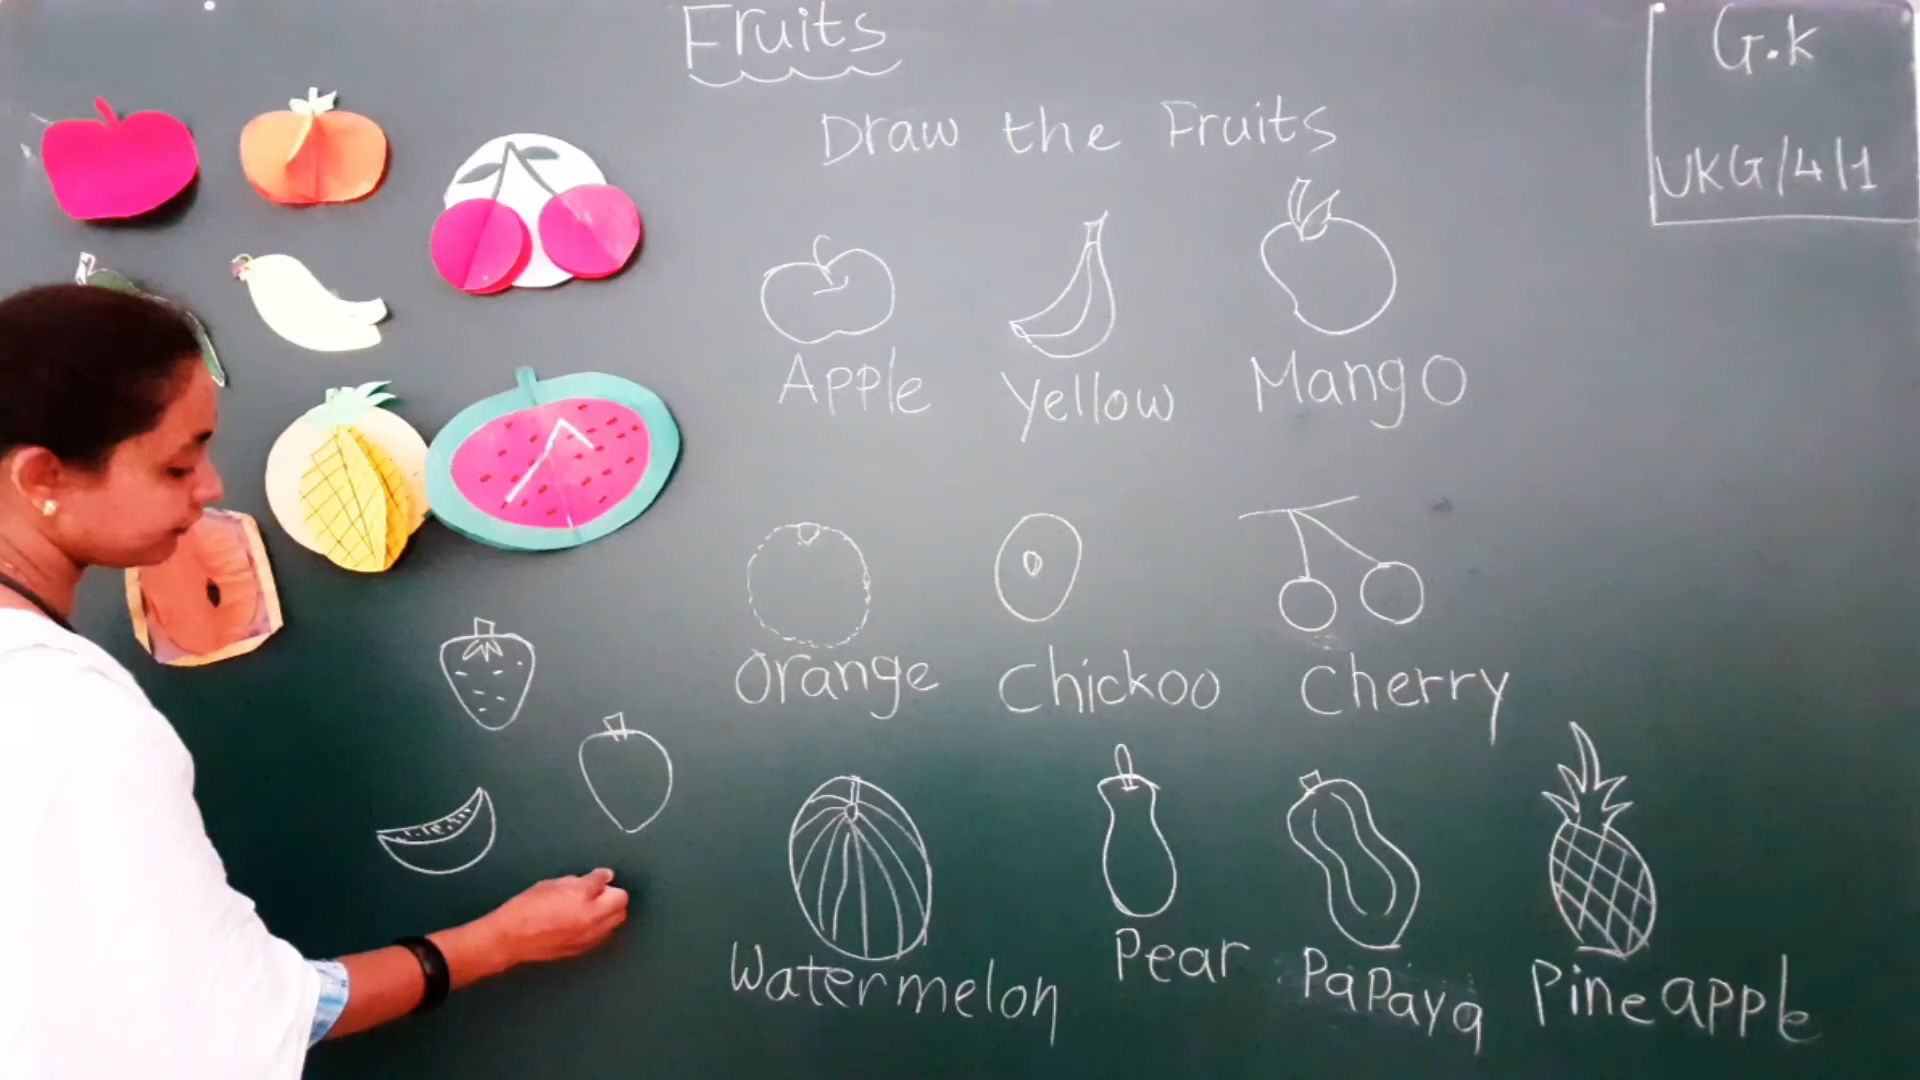 Fruits
G.K
UKG/4/1
Draw the Fruits
Apple Yellow Mango
Orange Chickoo Cherry
Watermelon Pear Papaya Pineapple